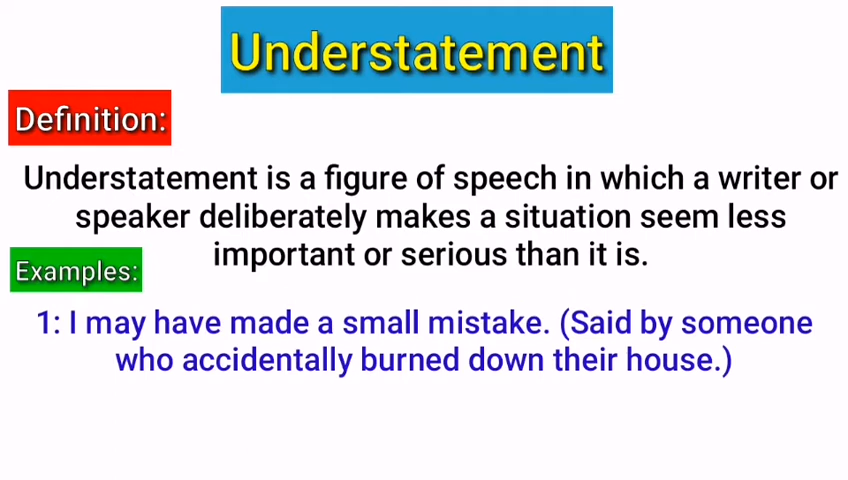 Understatement
Definition:
Understatement is a figure of speech in which a writer or
speaker deliberately makes a situation seem less
important or serious than it is.
Examples:
1: I may have made a small mistake. (Said by someone
who accidentally burned down their house.)